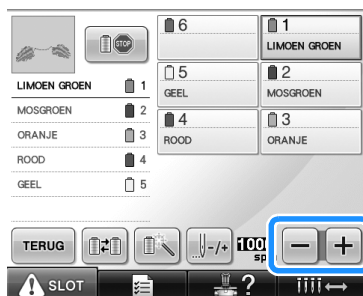 STOP
LIMOEN GROEN 1
MOSGROEN 2
ORANJE 3
ROOD 4
GEEL 5
6
1
LIMOEN GROEN
5
GEEL
2
MOSGROEN
4
ROOD
3
ORANJE
TERUG
-/+
− +
SLOT
?